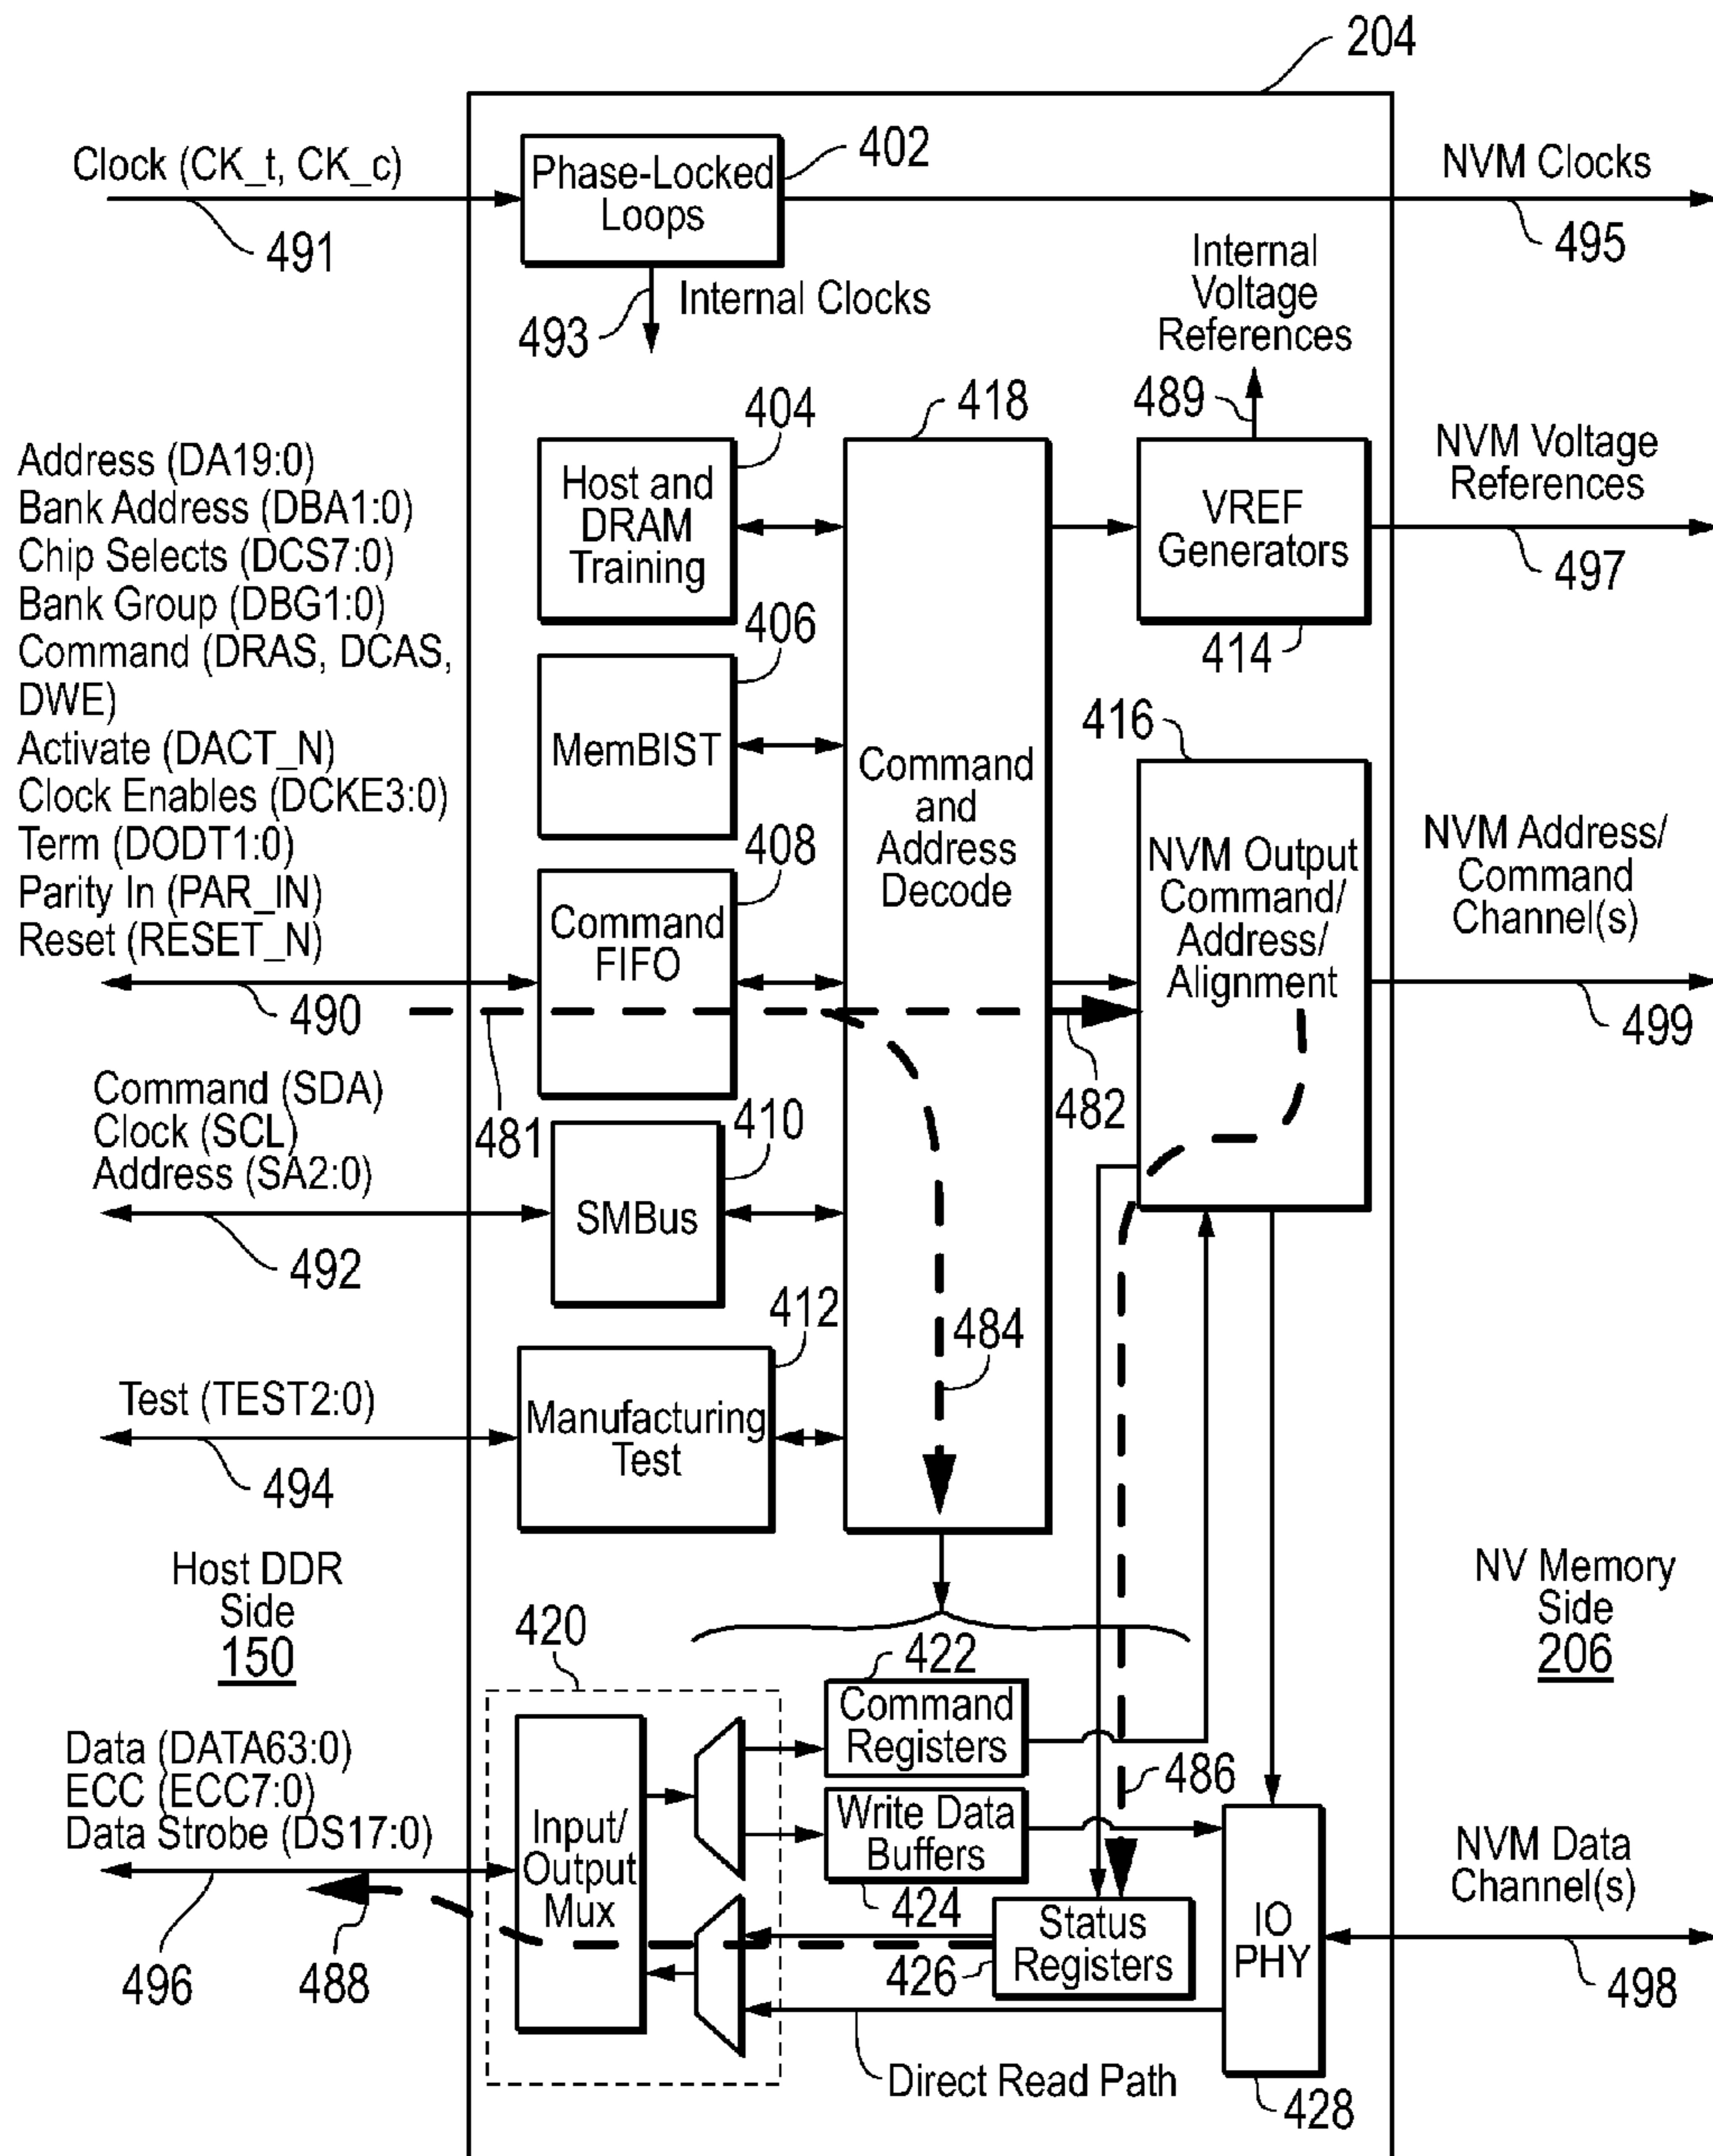 204
Clock (CK_t, CK_c)
491
Phase-Locked
Loops
402
NVM Clocks
495
Internal Clocks
493
Internal
Voltage
References
489
404
418
Address (DA19:0)
Bank Address (DBA1:0)
Chip Selects (DCS7:0)
Bank Group (DBG1:0)
Command (DRAS, DCAS,
DWE)
Activate (DACT_N)
Clock Enables (DCKE3:0)
Term (DODT1:0)
Parity In (PAR_IN)
Reset (RESET_N)
490
Host and
DRAM
Training
VREF
Generators
414
NVM Voltage
References
497
406
MemBIST
Command
and
Address
Decode
416
408
Command
FIFO
NVM Output
Command/
Address/
Alignment
NVM Address/
Command
Channel(s)
499
481
482
Command (SDA)
Clock (SCL)
Address (SA2:0)
492
410
SMBus
412
484
Test (TEST2:0)
494
Manufacturing
Test
Host DDR
Side
150
NV Memory
Side
206
420
422
Command
Registers
Data (DATA63:0)
ECC (ECC7:0)
Data Strobe (DS17:0)
496
488
Input/
Output
Mux
Write Data
Buffers
424
486
Status
Registers
426
IO
PHY
428
NVM Data
Channel(s)
498
Direct Read Path